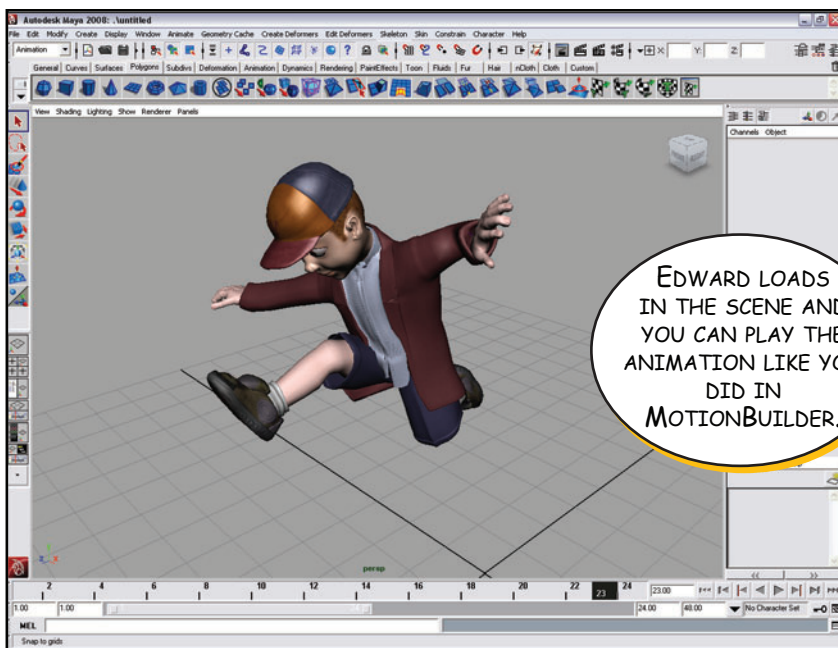 Autodesk Maya 2008: .\untitled
File Edit Modify Create Display Window Animate Geometry Cache Create Deformers Edit Deformers Skeleton Skin Constrain Character Help
Animation X: Y: Z:
General Curves Surfaces Polygons Subdivs Deformation Animation Dynamics Rendering PaintEffects Toon Fluids Fur Hair nCloth Cloth Custom
View Shading Lighting Show Renderer Panels
Channels Object
EDWARD LOADS
IN THE SCENE AND
YOU CAN PLAY THE
ANIMATION LIKE YO
DID IN
MOTIONBUILDER.
persp
2 4 6 8 10 12 14 16 18 20 22 23 24 23.00
1.00 1.00 24.00 48.00 No Character Set
MEL
Snap to grids